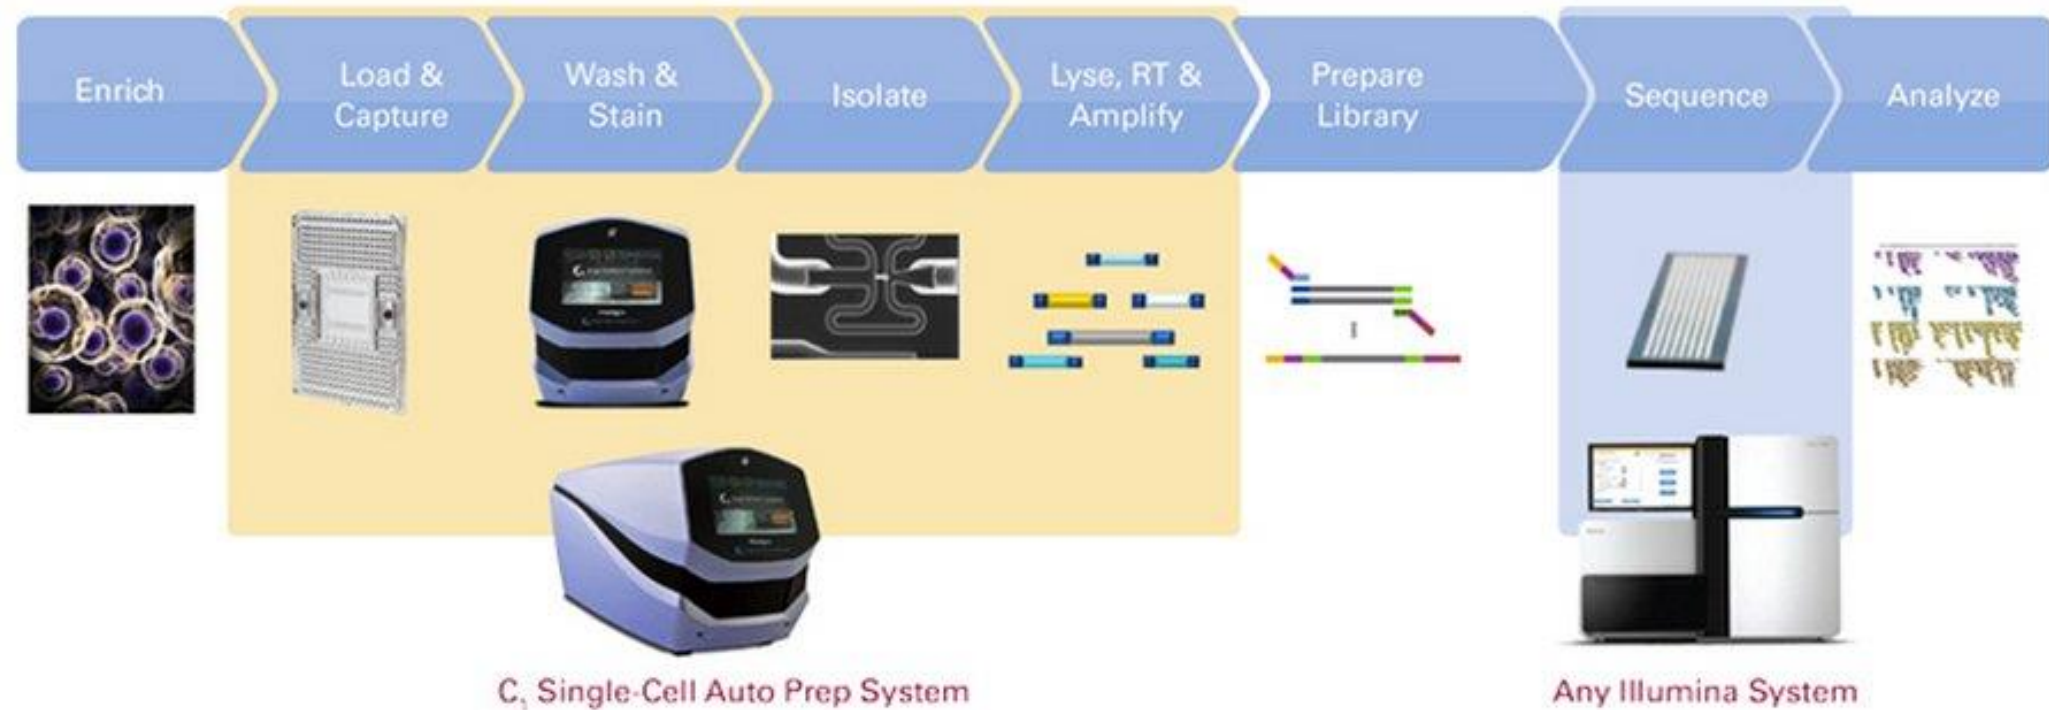 Enrich
Load &
Capture
Wash &
Stain
Isolate
Lyse, RT &
Amplify
Prepare
Library
Sequence
Analyze
C₁ Single-Cell Auto Prep System
Any Illumina System